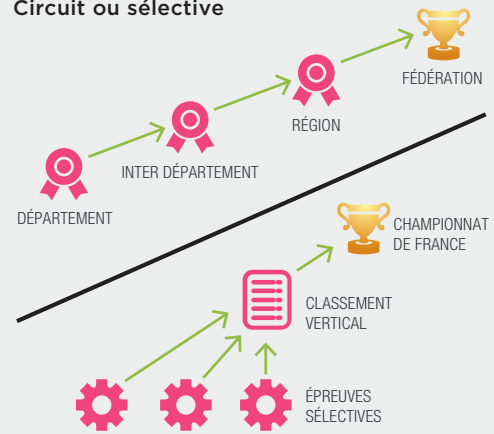 Circuit ou sélective
FÉDÉRATION
RÉGION
INTER DÉPARTEMENT
DÉPARTEMENT
CHAMPIONNAT
DE FRANCE
CLASSEMENT
VERTICAL
ÉPREUVES
SÉLECTIVES